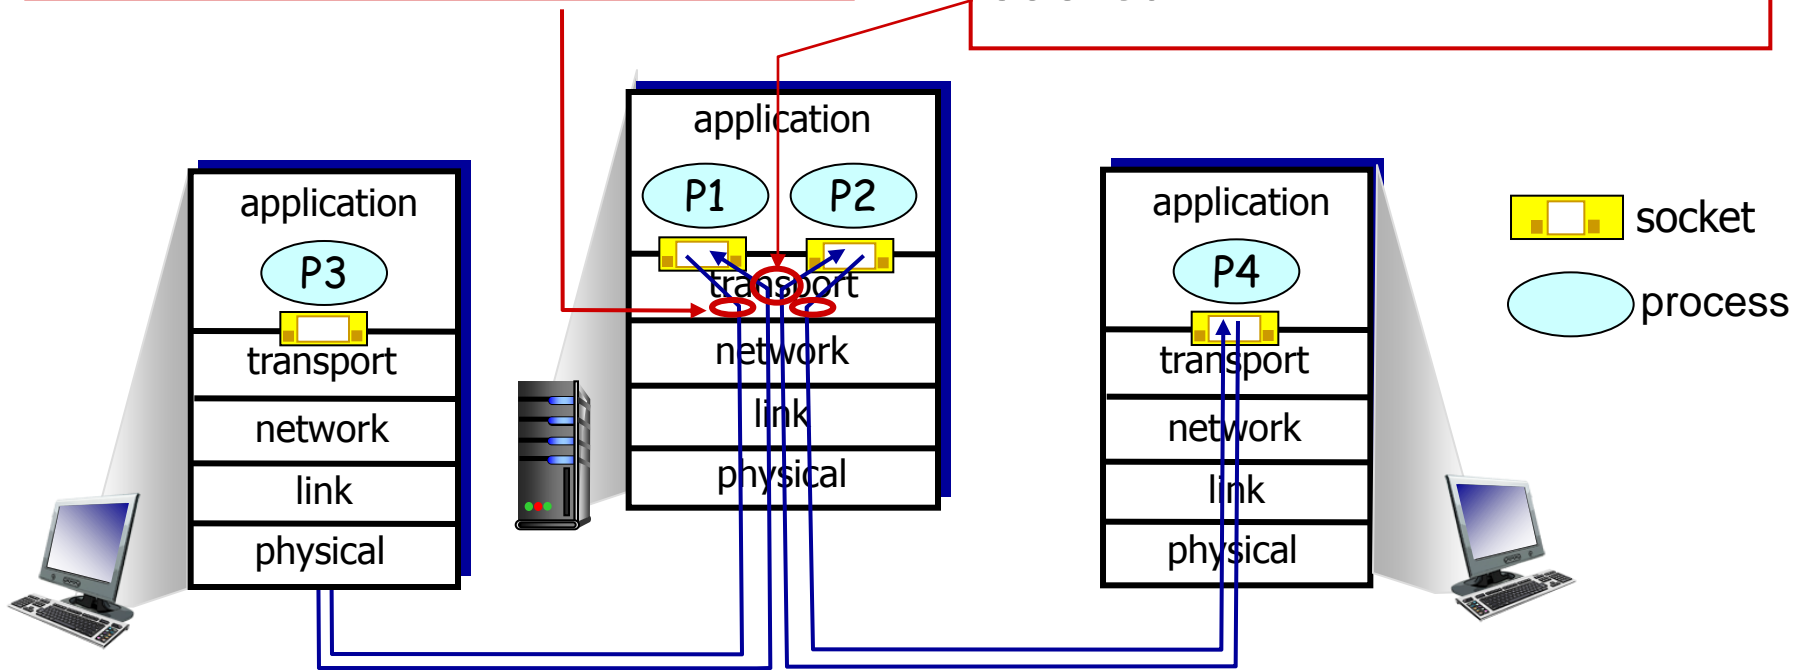 application
P1
P2
transport
network
link
physical
application
P3
transport
network
link
physical
application
P4
transport
network
link
physical
socket
process